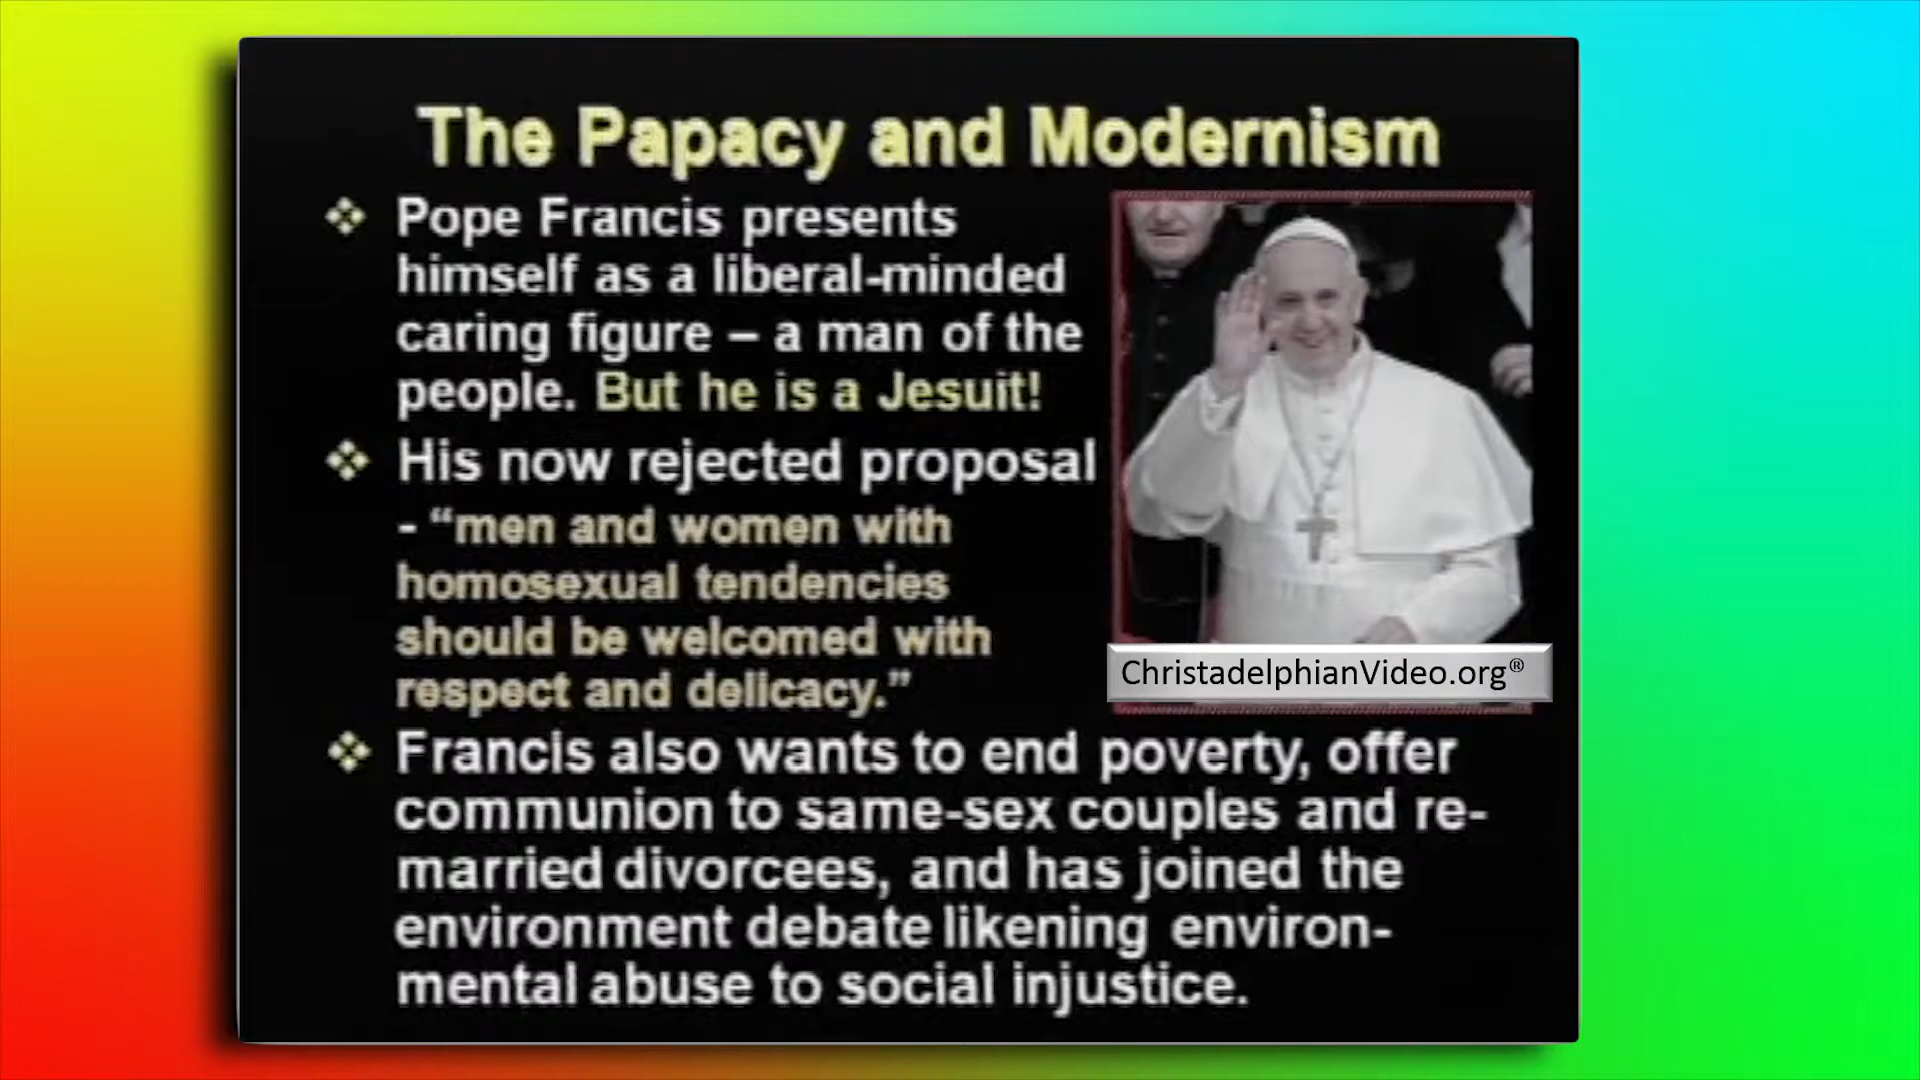 The Papacy and Modernism
❖ Pope Francis presents
himself as a liberal-minded
caring figure – a man of the
people. But he is a Jesuit!
❖ His now rejected proposal
- “men and women with
homosexual tendencies
should be welcomed with
respect and delicacy.”
ChristadelphianVideo.org®
❖ Francis also wants to end poverty, offer
communion to same-sex couples and re-
married divorcees, and has joined the
environment debate likening environ-
mental abuse to social injustice.